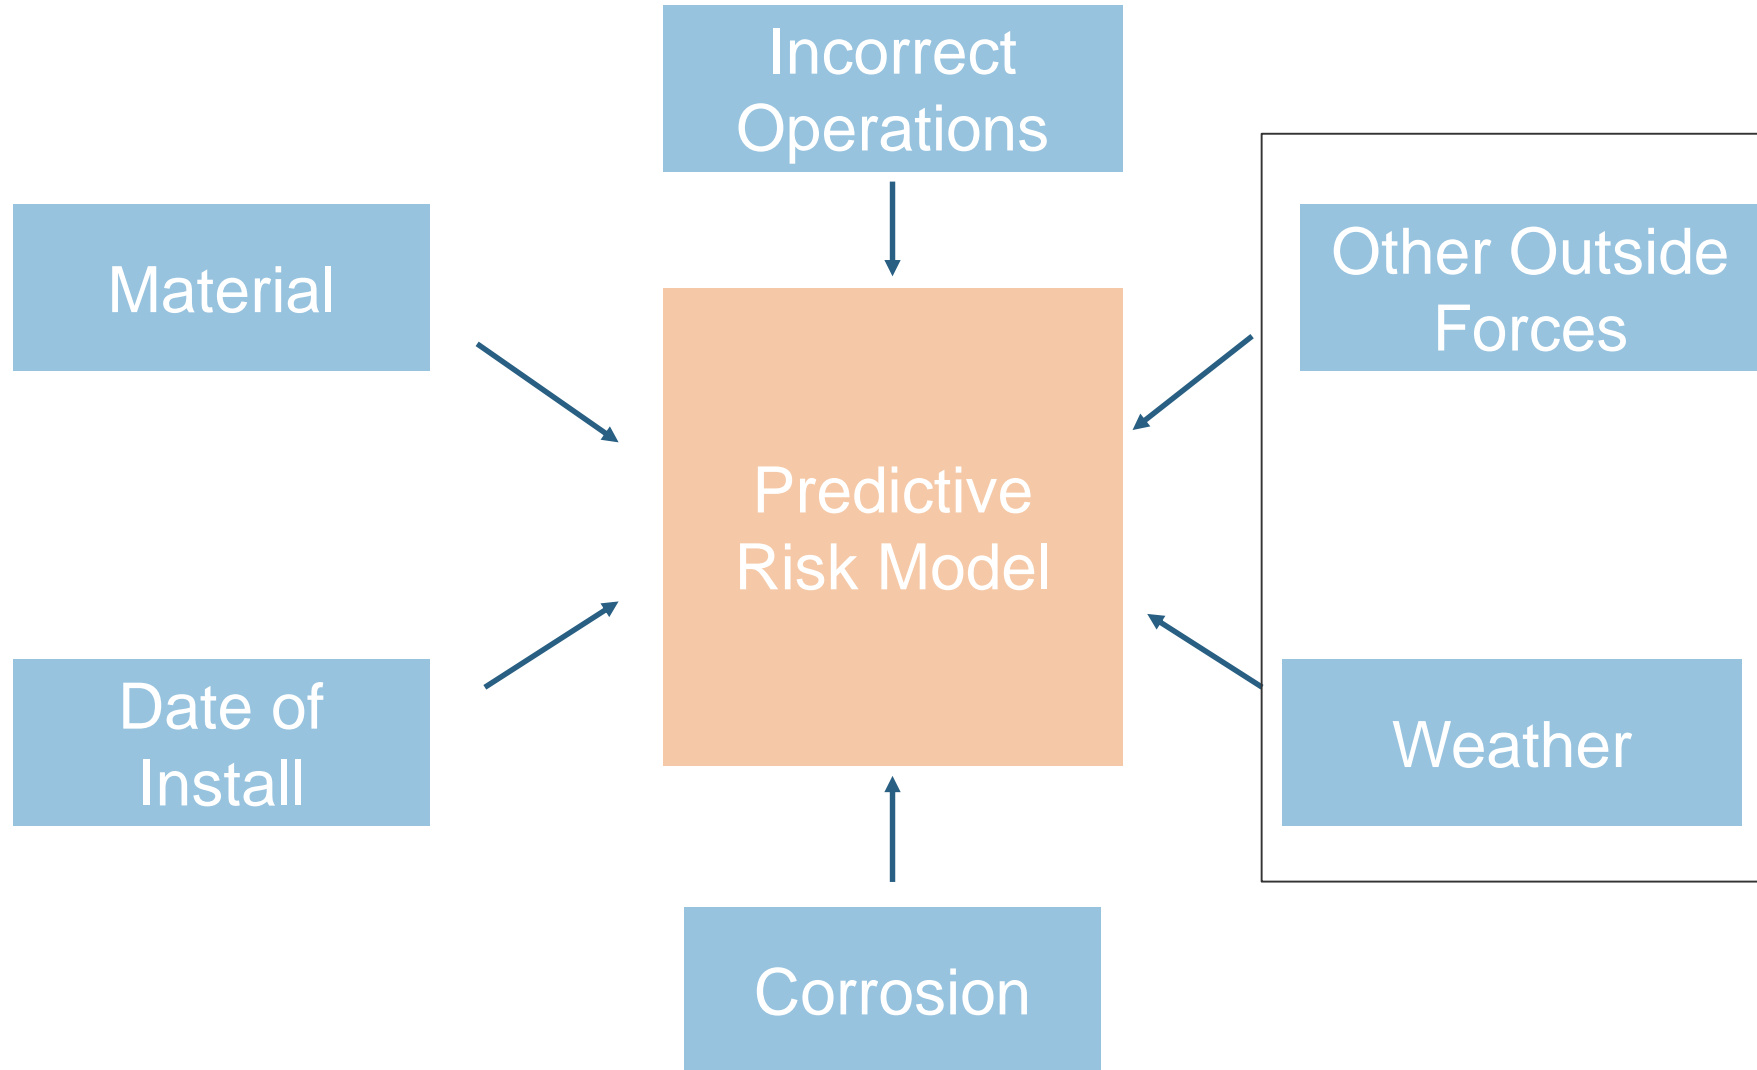 Incorrect
Operations
Material
Other Outside
Forces
Predictive
Risk Model
Date of
Install
Weather
Corrosion